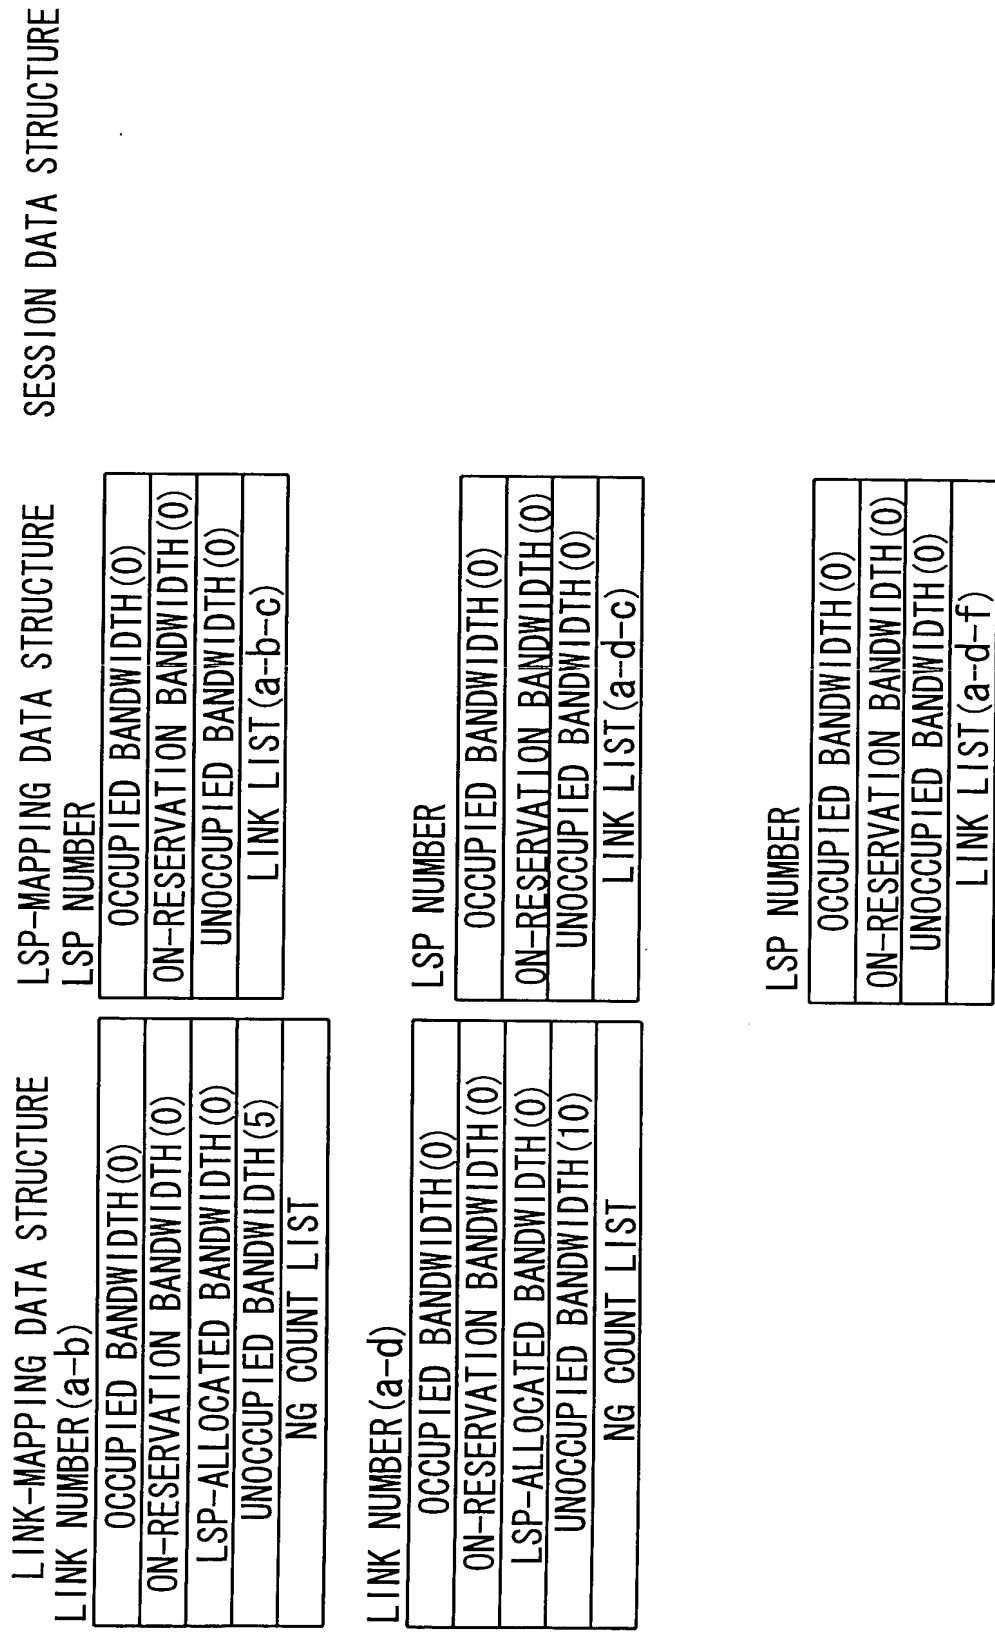 LINK-MAPPING DATA STRUCTURE
LINK NUMBER(a-b)
OCCUPIED BANDWIDTH(0)
ON-RESERVATION BANDWIDTH(0)
LSP-ALLOCATED BANDWIDTH(0)
UNOCCUPIED BANDWIDTH(5)
NG COUNT LIST
LINK NUMBER(a-d)
OCCUPIED BANDWIDTH(0)
ON-RESERVATION BANDWIDTH(0)
LSP-ALLOCATED BANDWIDTH(0)
UNOCCUPIED BANDWIDTH(10)
NG COUNT LIST
LSP-MAPPING DATA STRUCTURE
LSP NUMBER
OCCUPIED BANDWIDTH(0)
ON-RESERVATION BANDWIDTH(0)
UNOCCUPIED BANDWIDTH(0)
LINK LIST(a-b-c)
LSP NUMBER
OCCUPIED BANDWIDTH(0)
ON-RESERVATION BANDWIDTH(0)
UNOCCUPIED BANDWIDTH(0)
LINK LIST(a-d-c)
LSP NUMBER
OCCUPIED BANDWIDTH(0)
ON-RESERVATION BANDWIDTH(0)
UNOCCUPIED BANDWIDTH(0)
LINK LIST(a-d-f)
SESSION DATA STRUCTURE